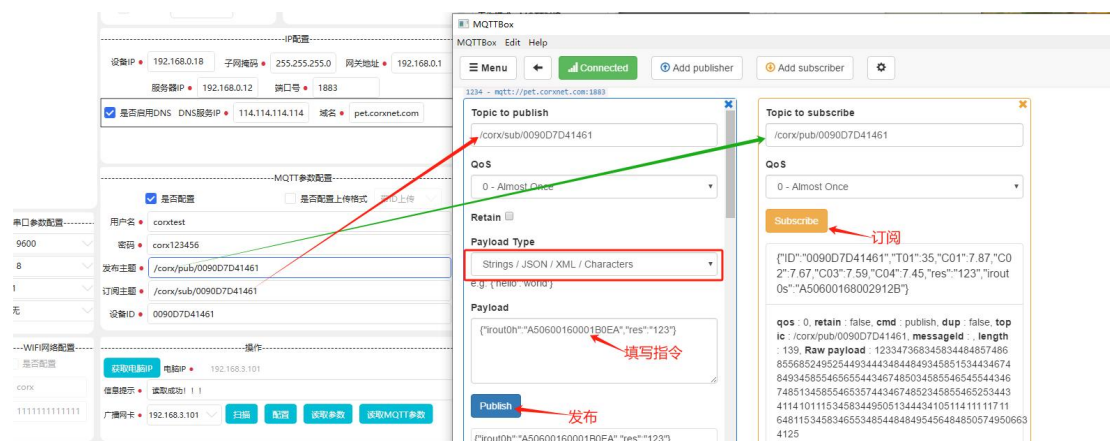 IP配置
设备IP 192.168.0.18 子网掩码 255.255.255.0 网关地址 192.168.0.1
服务器IP 192.168.0.12 端口号 1883
是否启用DNS DNS服务IP 114.114.114.114 域名 pet.corxnet.com
MQTT参数配置
是否配置 是否配置上传格式
用户名 corxtest
密码 corx123456
发布主题 /corx/pub/0090D7D41461
订阅主题 /corx/sub/0090D7D41461
设备ID 0090D7D41461
串口参数配置
9600
8
1
无
WIFI网络配置
是否配置
corx
1111111111111
操作
获取电脑IP 电脑IP 192.168.3.101
信息提示 读取成功！！！
广播网卡 192.168.3.101 扫描 配置 读取参数 读取MQTT参数
MQTTBox
MQTTBox Edit Help
Menu Connected Add publisher Add subscriber
1234 - mqtt://pet.corxnet.com:1883
Topic to publish
/corx/sub/0090D7D41461
QoS
0 - Almost Once
Retain
Payload Type
Strings / JSON / XML / Characters
e.g: {'hello':'world'}
Payload
{"irout0h":"A50600160001B0EA","res":"123"}
填写指令
Publish
发布
{"irout0h":"A50600160001B0EA","res":"123"}
Topic to subscribe
/corx/pub/0090D7D41461
QoS
0 - Almost Once
Subscribe
订阅
{"ID":"0090D7D41461","T01":35,"C01":7.87,"C0
2":7.67,"C03":7.59,"C04":7.45,"res":"123","irout
0s":"A50600168002912B"}
qos : 0, retain : false, cmd : publish, dup : false, top
ic : /corx/pub/0090D7D41461, messageId : , length
: 139, Raw payload :